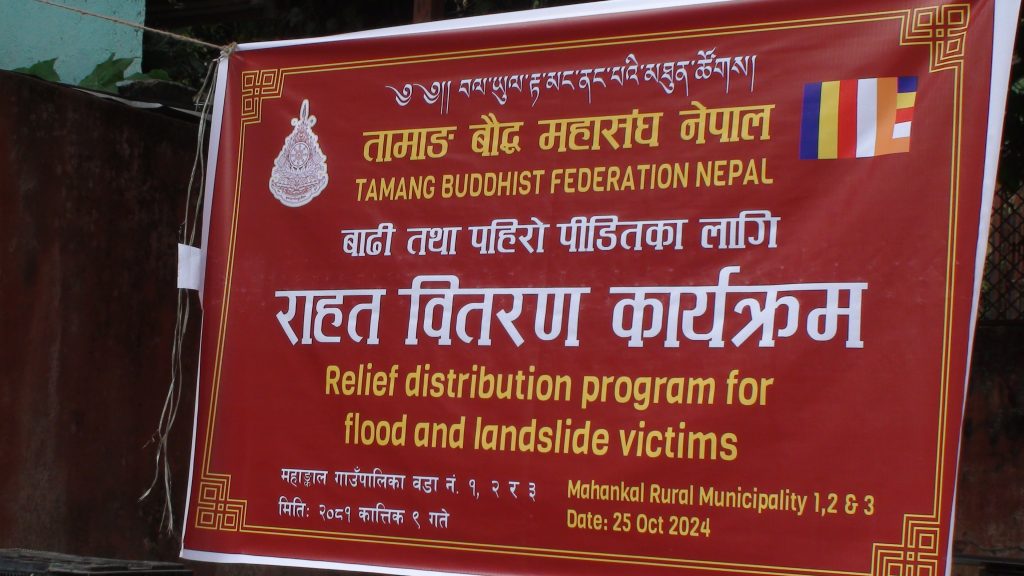 ༄༅།། བལ་ཡུལ་རྟ་མང་ནང་པའི་མཐུན་ཚོགས།
तामाङ बौद्ध महासंघ नेपाल
TAMANG BUDDHIST FEDERATION NEPAL
बाढी तथा पहिरो पीडितका लागि
राहत वितरण कार्यक्रम
Relief distribution program for
flood and landslide victims
महाङ्काल गाउँपालिका वडा नं. १, २ र ३
मितिः २०८१ कात्तिक ९ गते
Mahankal Rural Municipality 1,2 & 3
Date: 25 Oct 2024